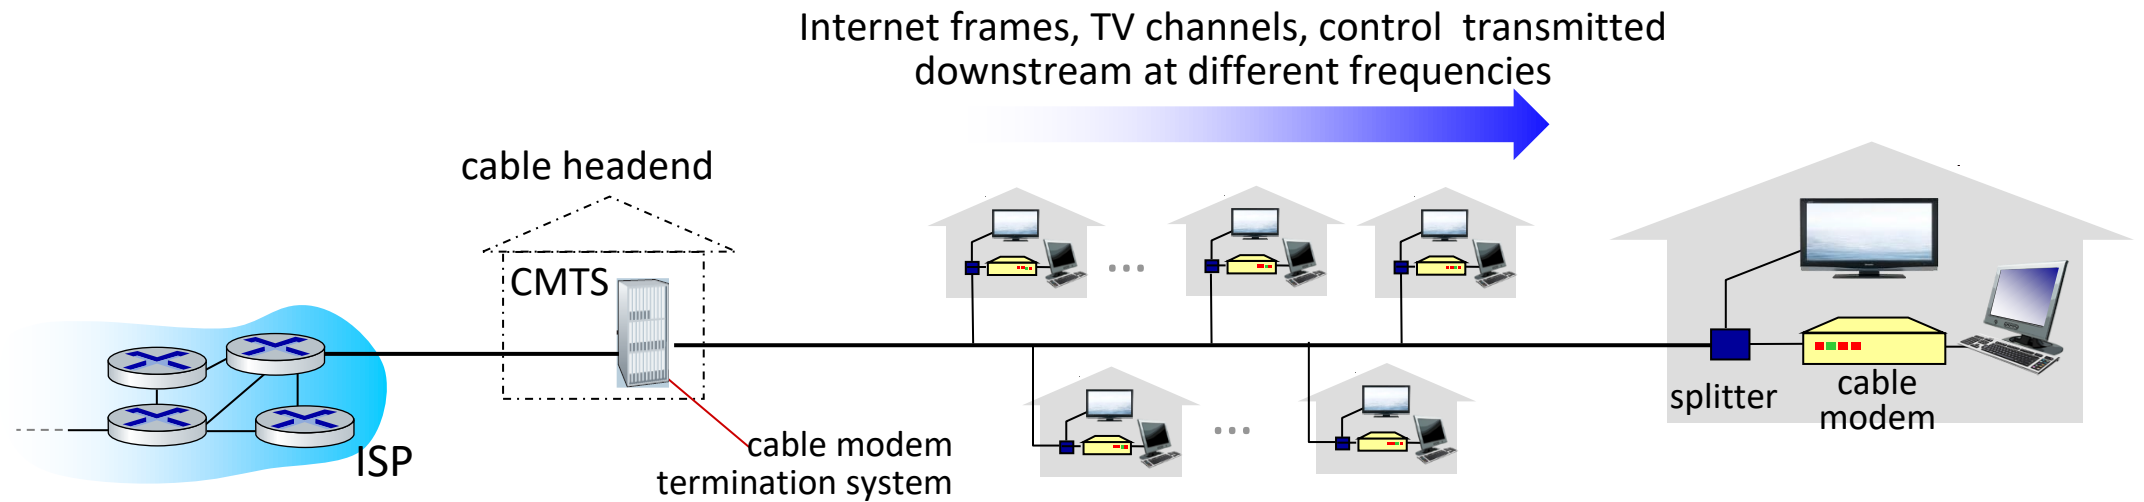 Internet frames, TV channels, control  transmitted
downstream at different frequencies
cable headend
CMTS
ISP
cable modem
termination system
splitter
cable
modem